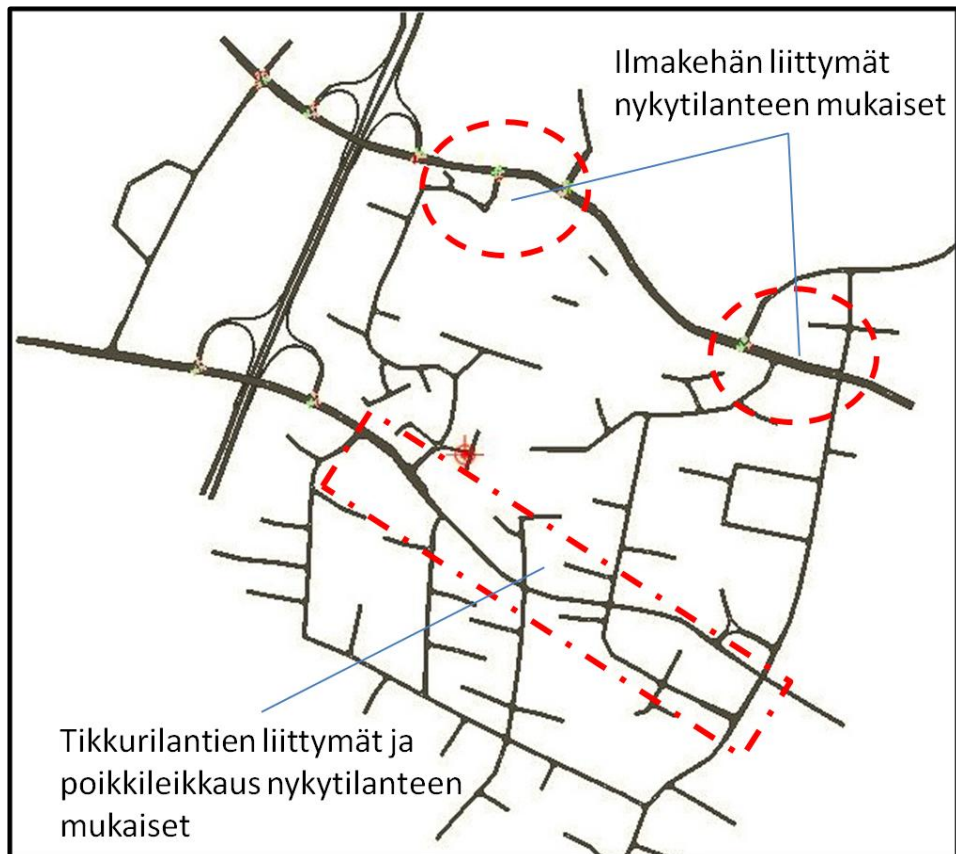 Ilmakehän liittymät
nykytilanteen mukaiset
Tikkurilantien liittymät ja
poikkileikkaus nykytilanteen
mukaiset